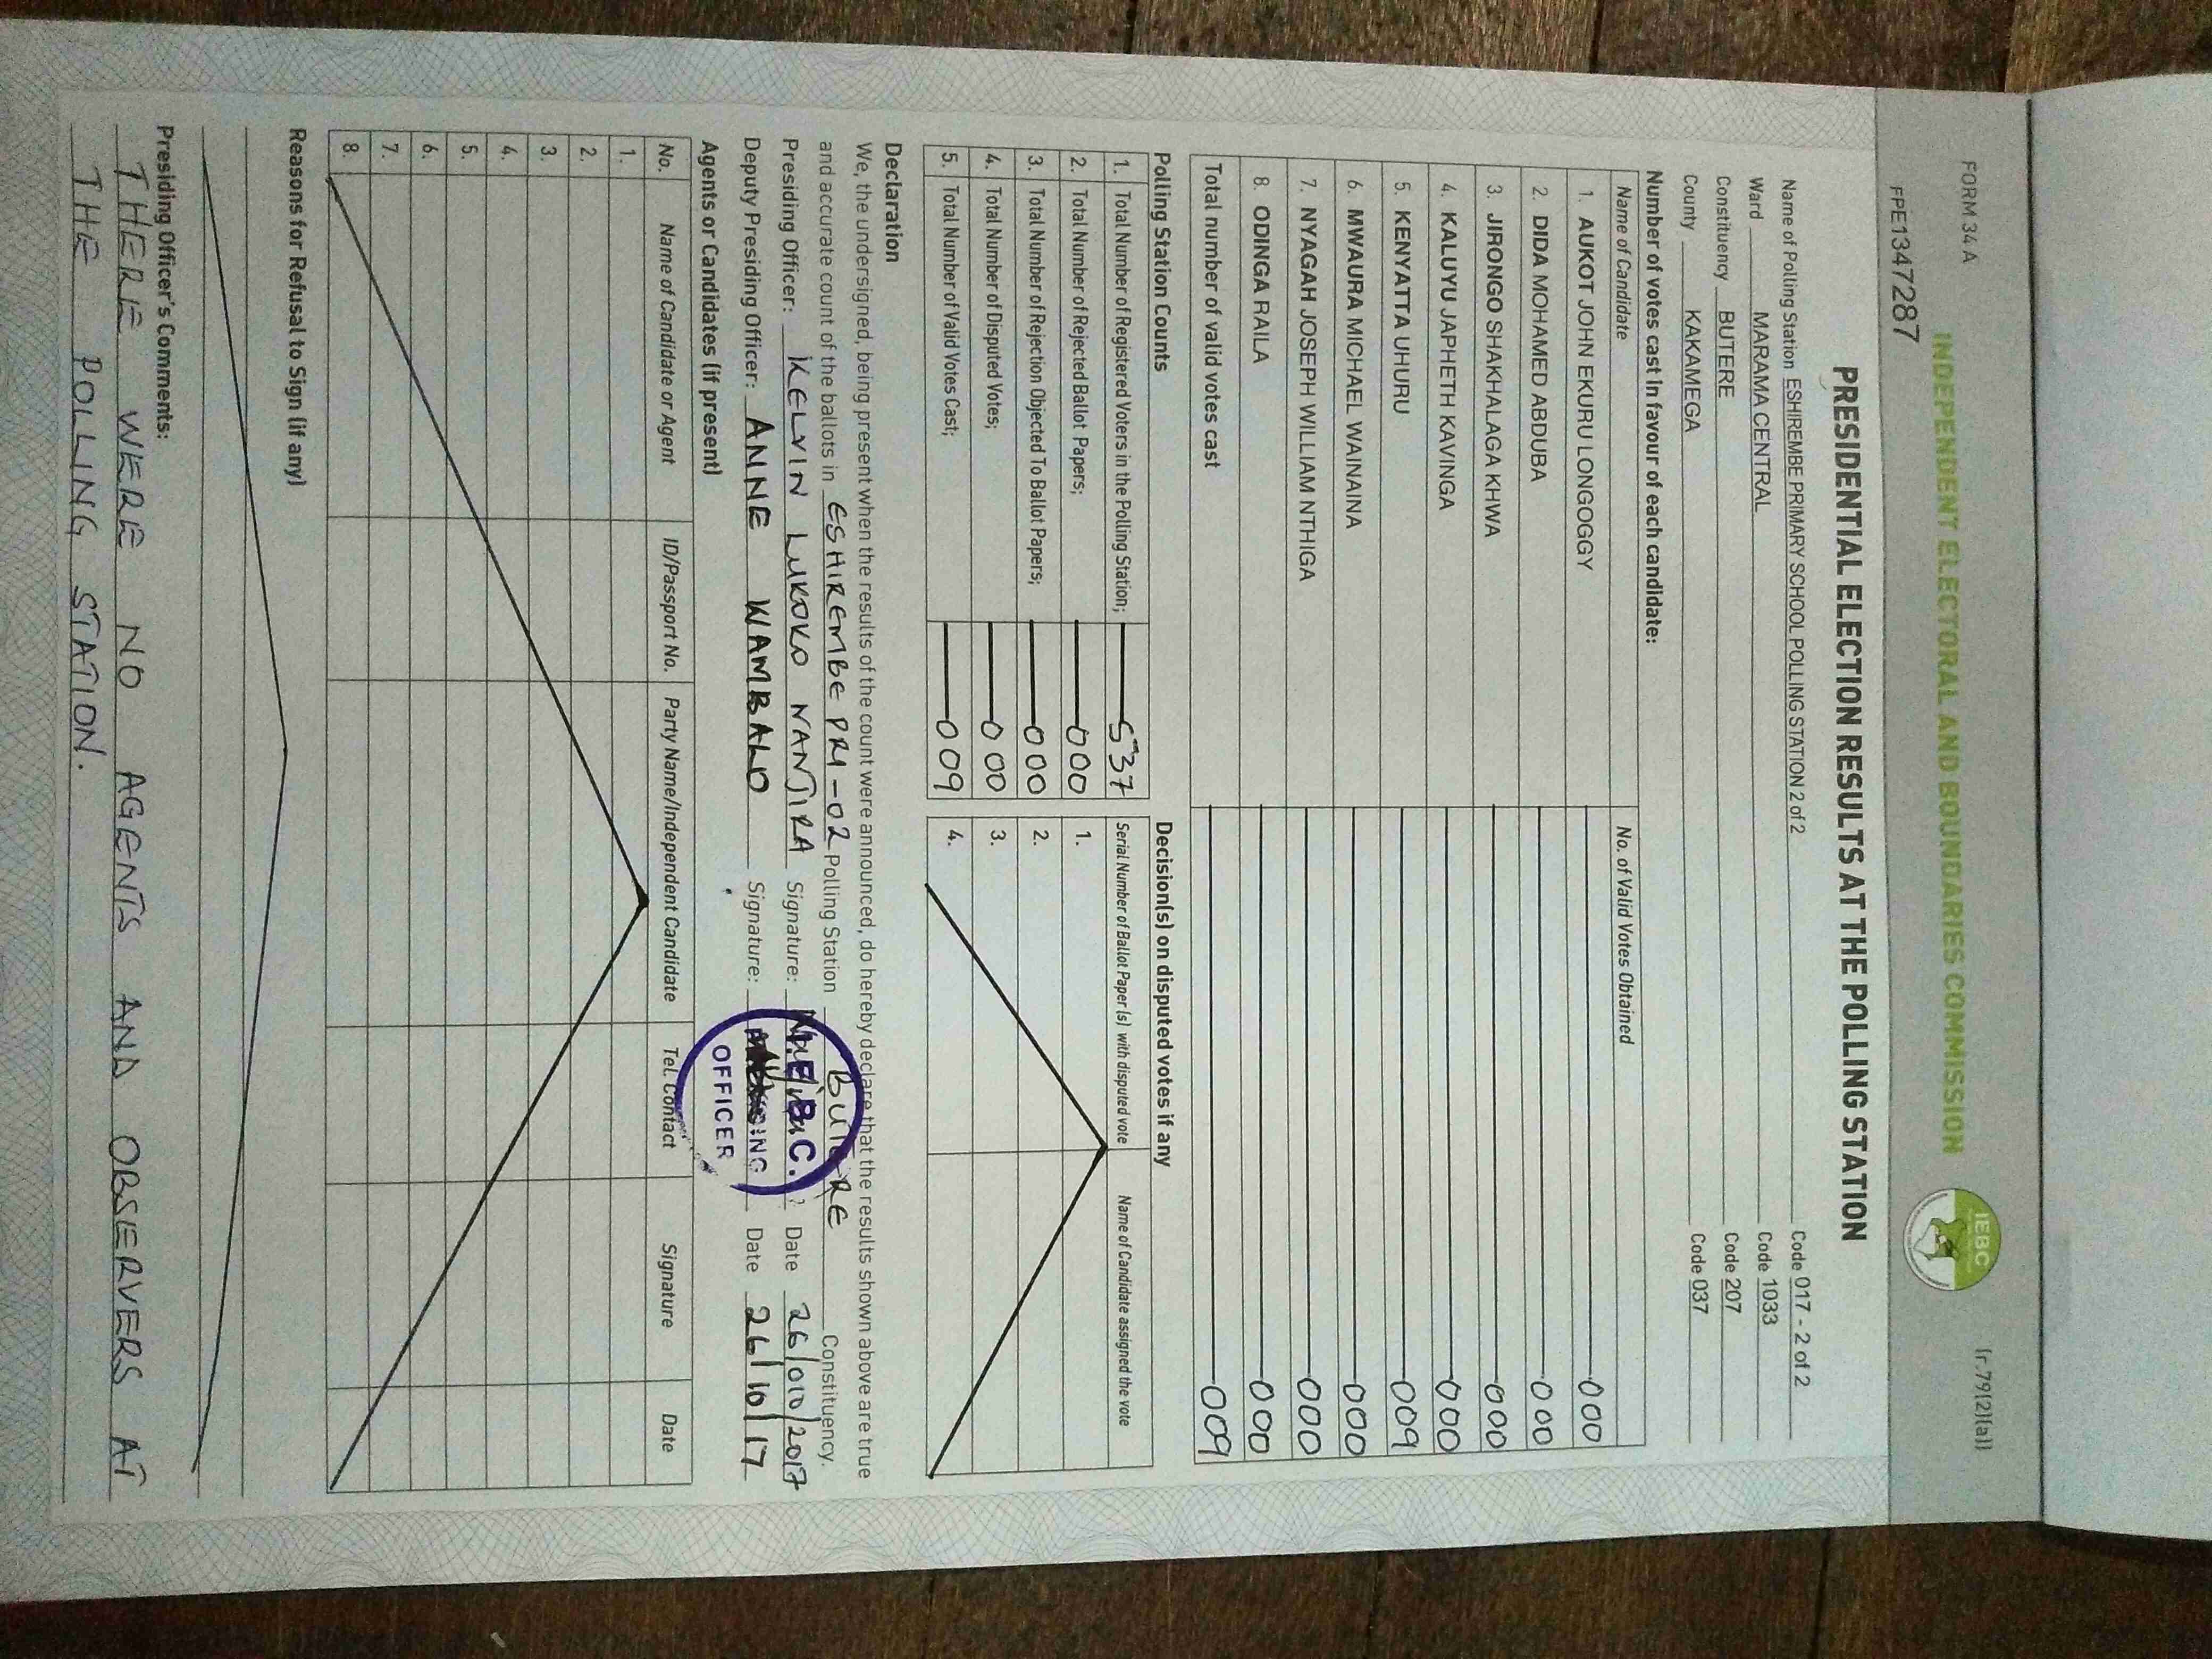 FORM 34A
(r.79(2)(a))
INDEPENDENT ELECTORAL AND BOUNDARIES COMMISSION
IEBC
FPE1347287
PRESIDENTIAL ELECTION RESULTS AT THE POLLING STATION
Name of Polling Station ESHIREMBE PRIMARY SCHOOL POLLING STATION 2 of 2 Code 017 - 2 of 2
Ward MARAMA CENTRAL Code 1033
Constituency BUTERE Code 207
County KAKAMEGA Code 037
Number of votes cast in favour of each candidate:
Name of Candidate No. of Valid Votes Obtained
1. AUKOT JOHN EKURU LONGOGGY 000
2. DIDA MOHAMED ABDUBA 000
3. JIRONGO SHAKHALAGA KHWA 000
4. KALUYU JAPHETH KAVINGA 000
5. KENYATTA UHURU 009
6. MWAURA MICHAEL WAINAINA 000
7. NYAGAH JOSEPH WILLIAM NTHIGA 000
8. ODINGA RAILA 000
Total number of valid votes cast 009
Polling Station Counts Decision(s) on disputed votes if any
1. Total Number of Registered Voters in the Polling Station; 537 Serial Number of Ballot Paper (s) with disputed vote Name of Candidate assigned the vote
2. Total Number of Rejected Ballot Papers; 000 1.
3. Total Number of Rejection Objected To Ballot Papers; 000 2.
4. Total Number of Disputed Votes; 000 3.
5. Total Number of Valid Votes Cast; 009 4.
Declaration
We, the undersigned, being present when the results of the count were announced, do hereby declare that the results shown above are true
and accurate count of the ballots in ESHIREMBE PRI-02 Polling Station BUTERE Constituency.
Presiding Officer: KELVIN LUKOKO NANJIRA Signature: Date 26/010/2017
Deputy Presiding Officer: ANNE WAMBALO Signature: Date 26/10/17
OFFICER
Agents or Candidates (if present)
No. Name of Candidate or Agent ID/Passport No. Party Name/Independent Candidate Tel. Contact Signature Date
1.
2.
3.
4.
5.
6.
7.
8.
Reasons for Refusal to Sign (if any)
Presiding Officer's Comments:
THERE WERE NO AGENTS AND OBSERVERS AT
THE POLLING STATION.